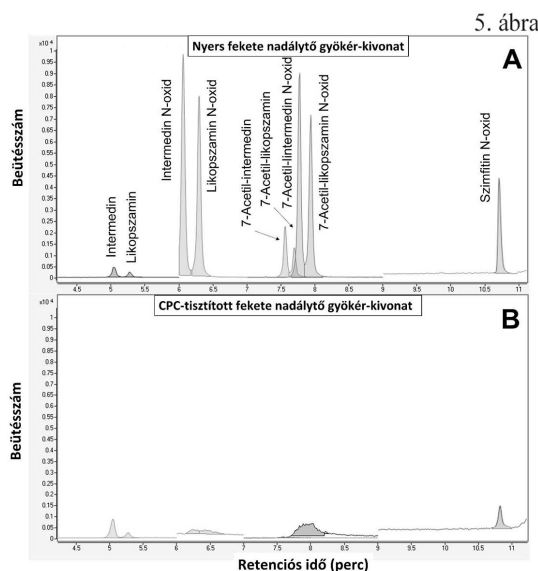 5. ábra
Nyers fekete nadálytő gyökér-kivonat
A
x10 4
1
0.95
0.9
0.85
0.8
0.75
0.7
0.65
0.6
0.55
0.5
0.45
0.4
0.35
0.3
0.25
0.2
0.15
0.1
0.05
0
Beütésszám
Intermedin
Likopszamin
Intermedin N-oxid
Likopszamin N-oxid
7-Acetil-intermedin
7-Acetil-likopszamin
7-Acetil-Iintermedin N-oxid
7-Acetil-likopszamin N-oxid
Szimfitin N-oxid
4.5 5 5.5 6 6.5 7 7.5 8 8.5 9 9.5 10 10.5 11
CPC-tisztított fekete nadálytő gyökér-kivonat
B
x10 4
1
0.95
0.9
0.85
0.8
0.75
0.7
0.65
0.6
0.55
0.5
0.45
0.4
0.35
0.3
0.25
0.2
0.15
0.1
0.05
0
Beütésszám
4.5 5 5.5 6 6.5 7 7.5 8 8.5 9 9.5 10 10.5 11
Retenciós idő (perc)